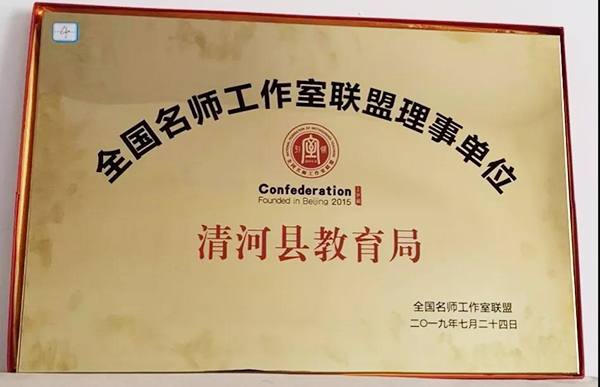 全国名师工作室联盟理事单位
Confederation
Founded in Beijing 2015
清河县教育局
全国名师工作室联盟
二〇一九年七月二十四日